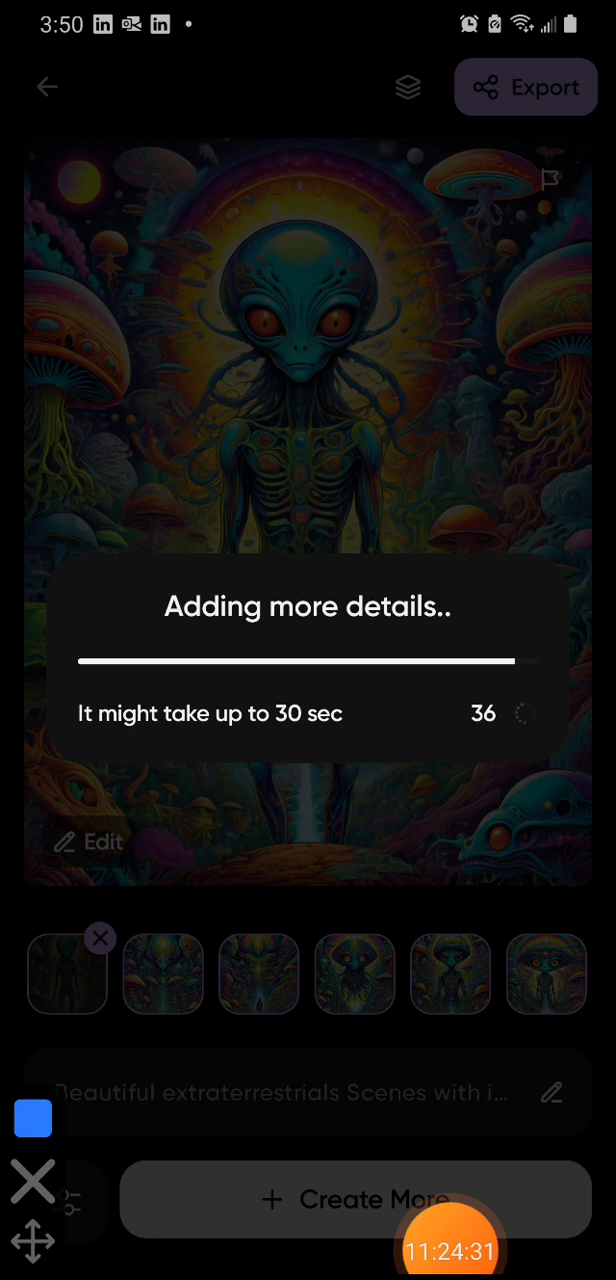 3:50
Export
Adding more details..
It might take up to 30 sec
36
Edit
Beautiful extraterrestrials Scenes with i...
+ Create More
11:24:31